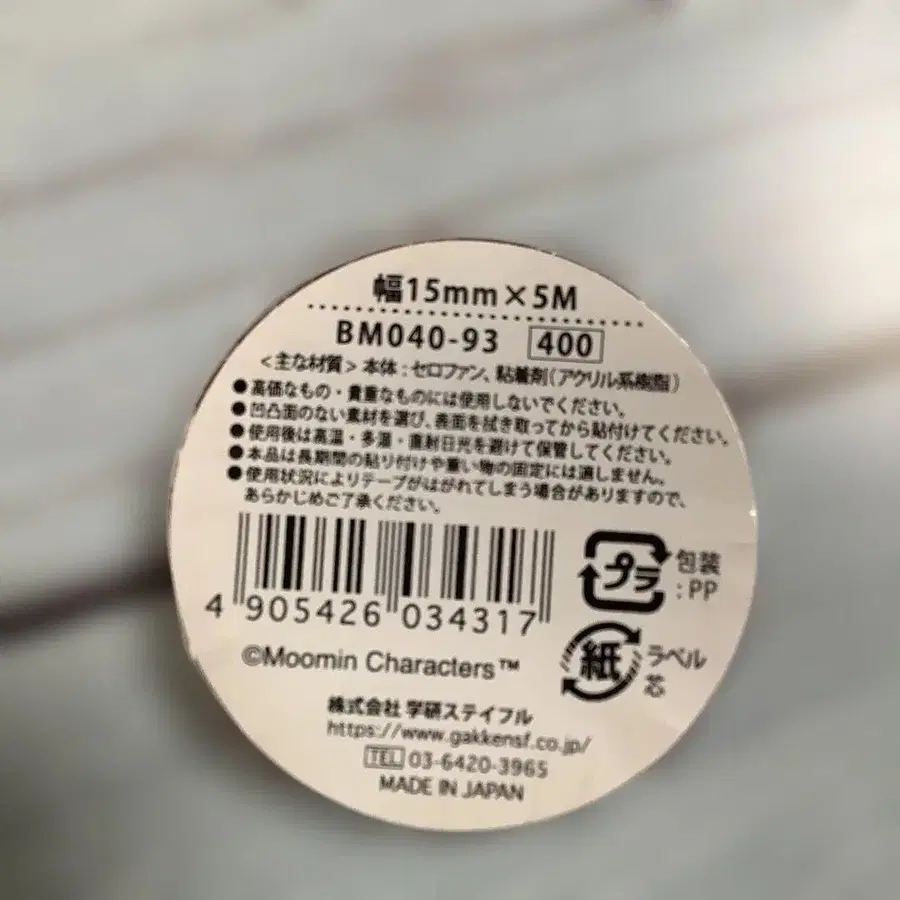 幅15mm×5M
BM040-93 400
<主な材質>本体:セロファン、粘着剤(アクリル系樹脂)
●高価なもの・貴重なものには使用しないでください。
●凹凸面のない素材を選び、表面を拭き取ってから貼付けてください。
●使用後は高温・多湿・直射日光を避けて保管してください。
●本品は長期間の貼り付けや重い物の固定には適しません。
●使用状況によりテープがはがれてしまう場合がありますので、
あらかじめご了承ください。
4 905426 034317
プラ 包装
:PP
©Moomin Characters™
紙 ラベル
芯
株式会社 学研ステイフル
https://www.gakkensf.co.jp/
TEL 03-6420-3965
MADE IN JAPAN